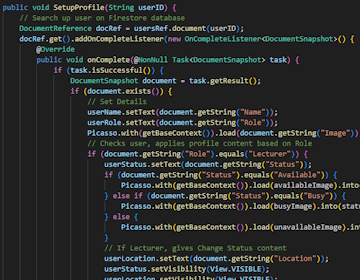 public void SetupProfile(String userID) {
// Search up user on Firestore database
DocumentReference docRef = usersRef.document(userID);
docRef.get().addOnCompleteListener(new OnCompleteListener<DocumentSnapshot>() {
@Override
public void onComplete(@NonNull Task<DocumentSnapshot> task) {
if (task.isSuccessful()) {
DocumentSnapshot document = task.getResult();
if (document.exists()) {
// Set Details
userName.setText(document.getString("Name"));
userRole.setText(document.getString("Role"));
Picasso.with(getBaseContext()).load(document.getString("Image"))
// Checks user, applies profile content based on Role
if (document.getString("Role").equals("Lecturer")) {
userStatus.setText(document.getString("Status"));
if (document.getString("Status").equals("Available")) {
Picasso.with(getBaseContext()).load(availableImage).into
} else if (document.getString("Status").equals("Busy")) {
Picasso.with(getBaseContext()).load(busyImage).into(stat
} else {
Picasso.with(getBaseContext()).load(unavailableImage).in
}
// If Lecturer, gives Change Status content
userLocation.setText(document.getString("Location"));
userStatus.setVisibility(View.VISIBLE);
userLocation.setVisibility(View.VISIBLE);